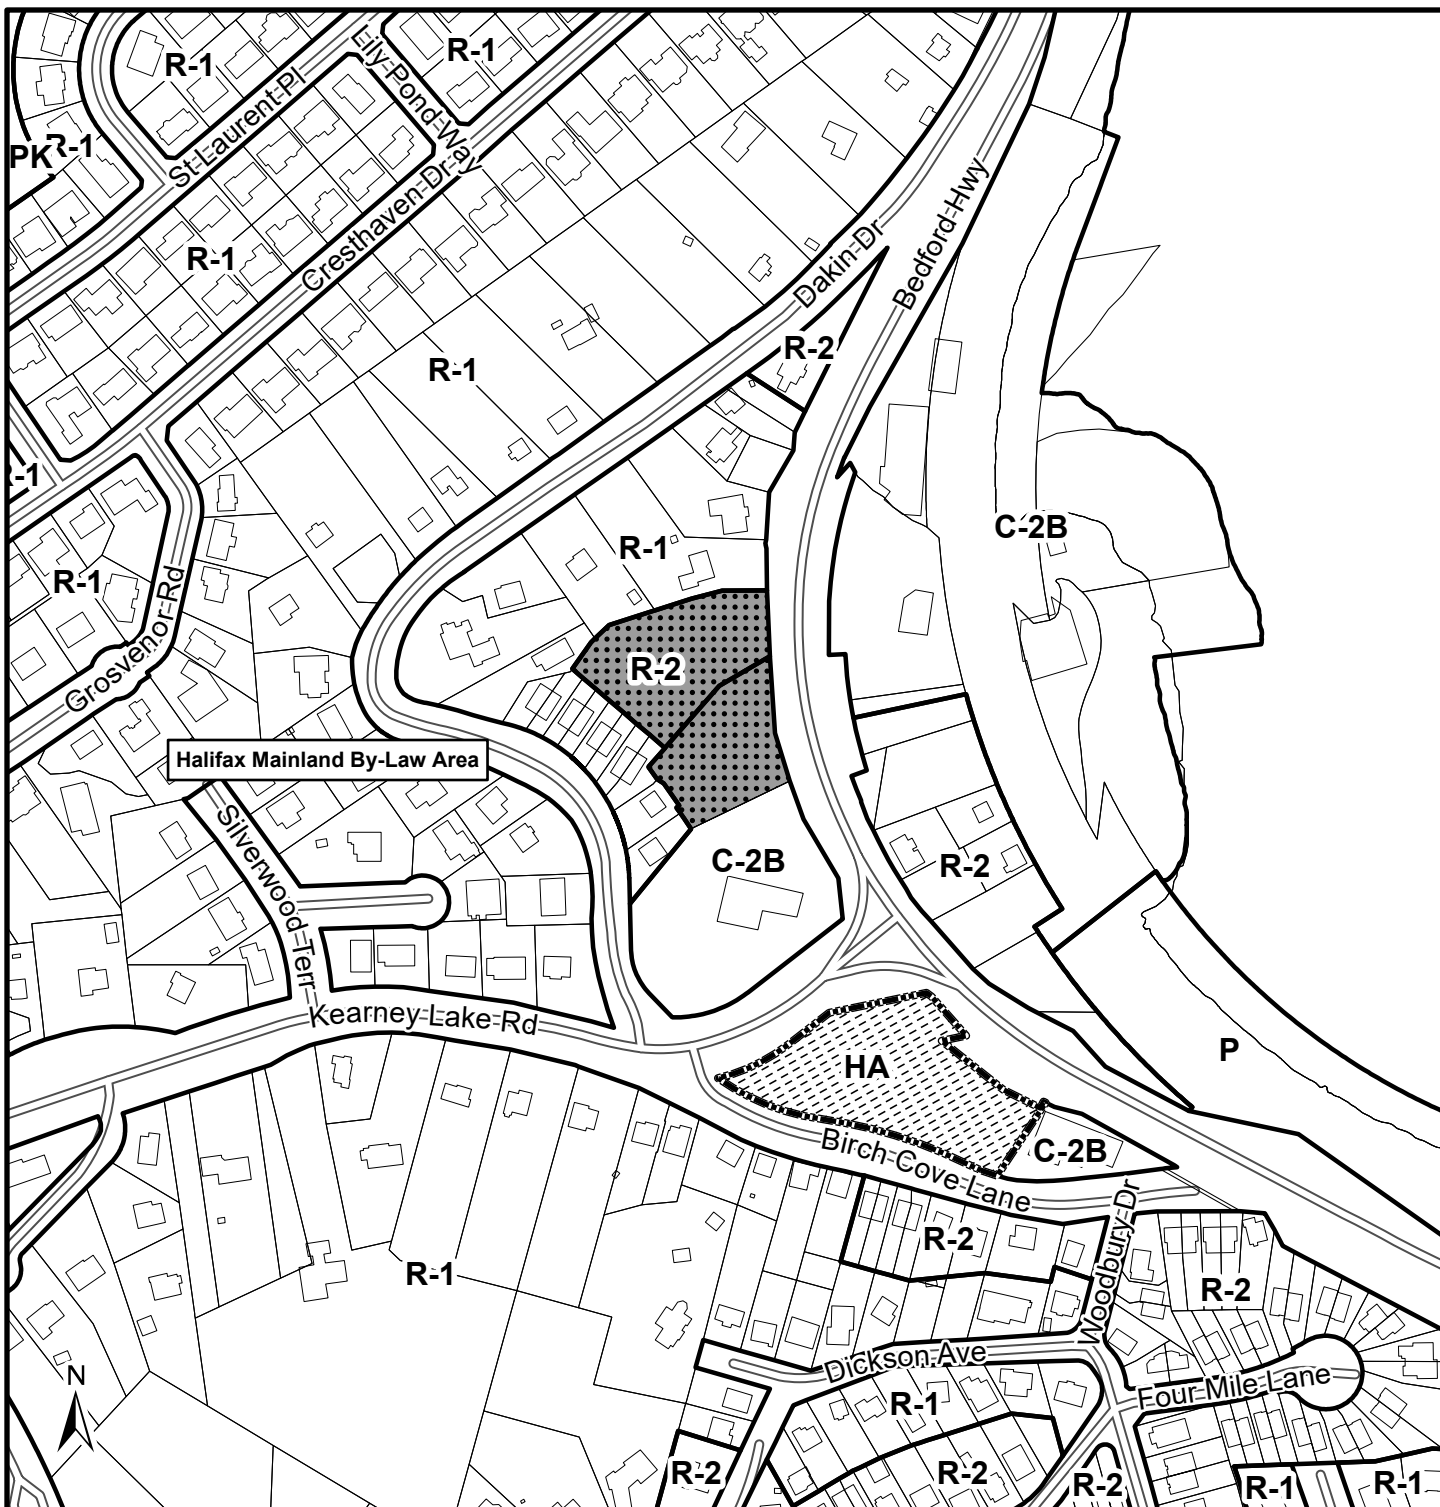 R-1
R-1
Lily Pond Way
St Laurent Pl
PK
R-1
Cresthaven Dr
R-1
Bedford Hwy
Dakin Dr
R-2
R-1
R-1
C-2B
R-1
R-1
Grosvenor Rd
R-2
Halifax Mainland By-Law Area
Silverwood Terr
C-2B
R-2
Kearney Lake Rd
HA
P
Birch Cove Lane
C-2B
Woodbury Dr
R-2
R-1
R-2
Dickson Ave
N
Four Mile Lane
R-1
R-2
R-2
R-2
R-1
R-1